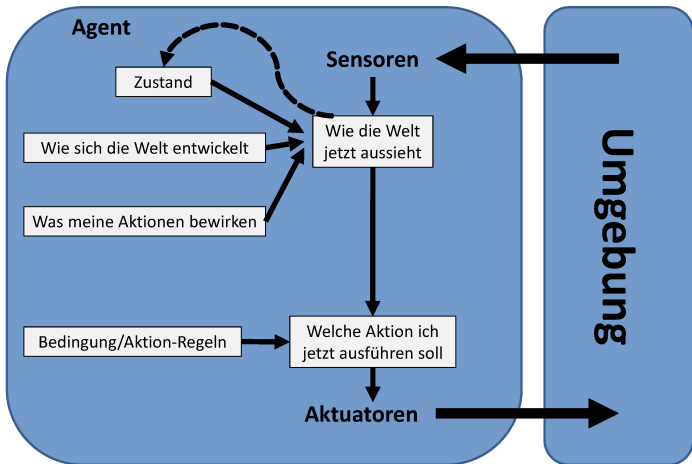 Agent
Sensoren
Zustand
Wie die Welt
jetzt aussieht
Wie sich die Welt entwickelt
Was meine Aktionen bewirken
Bedingung/Aktion-Regeln
Welche Aktion ich
jetzt ausführen soll
Aktuatoren
Umgebung